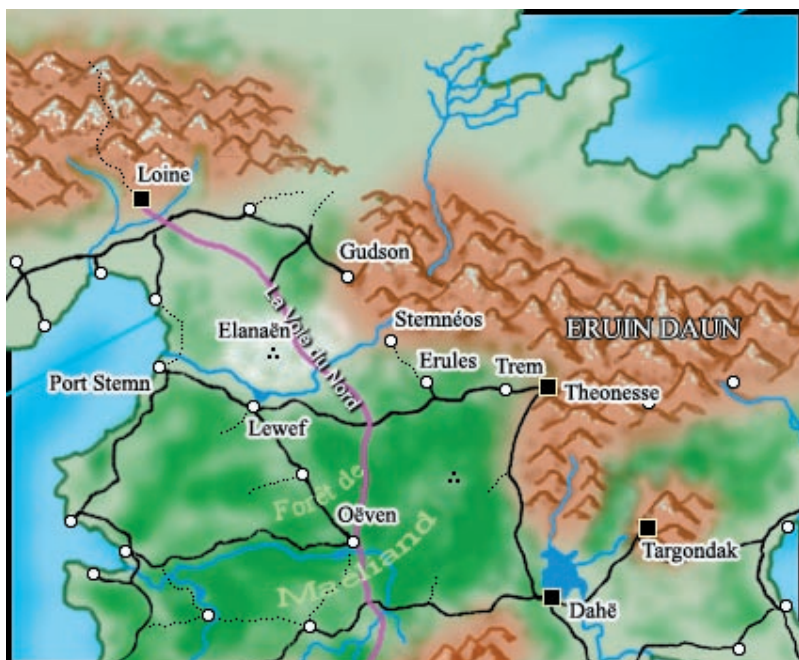 Loine
Gudson
Stemnéos
ERUIN DAUN
Elanaën
La Voie du Nord
Erules
Trem
Port Stemn
Theonesse
Lewef
Forêt de
Machand
Oëven
Targondak
Dahë